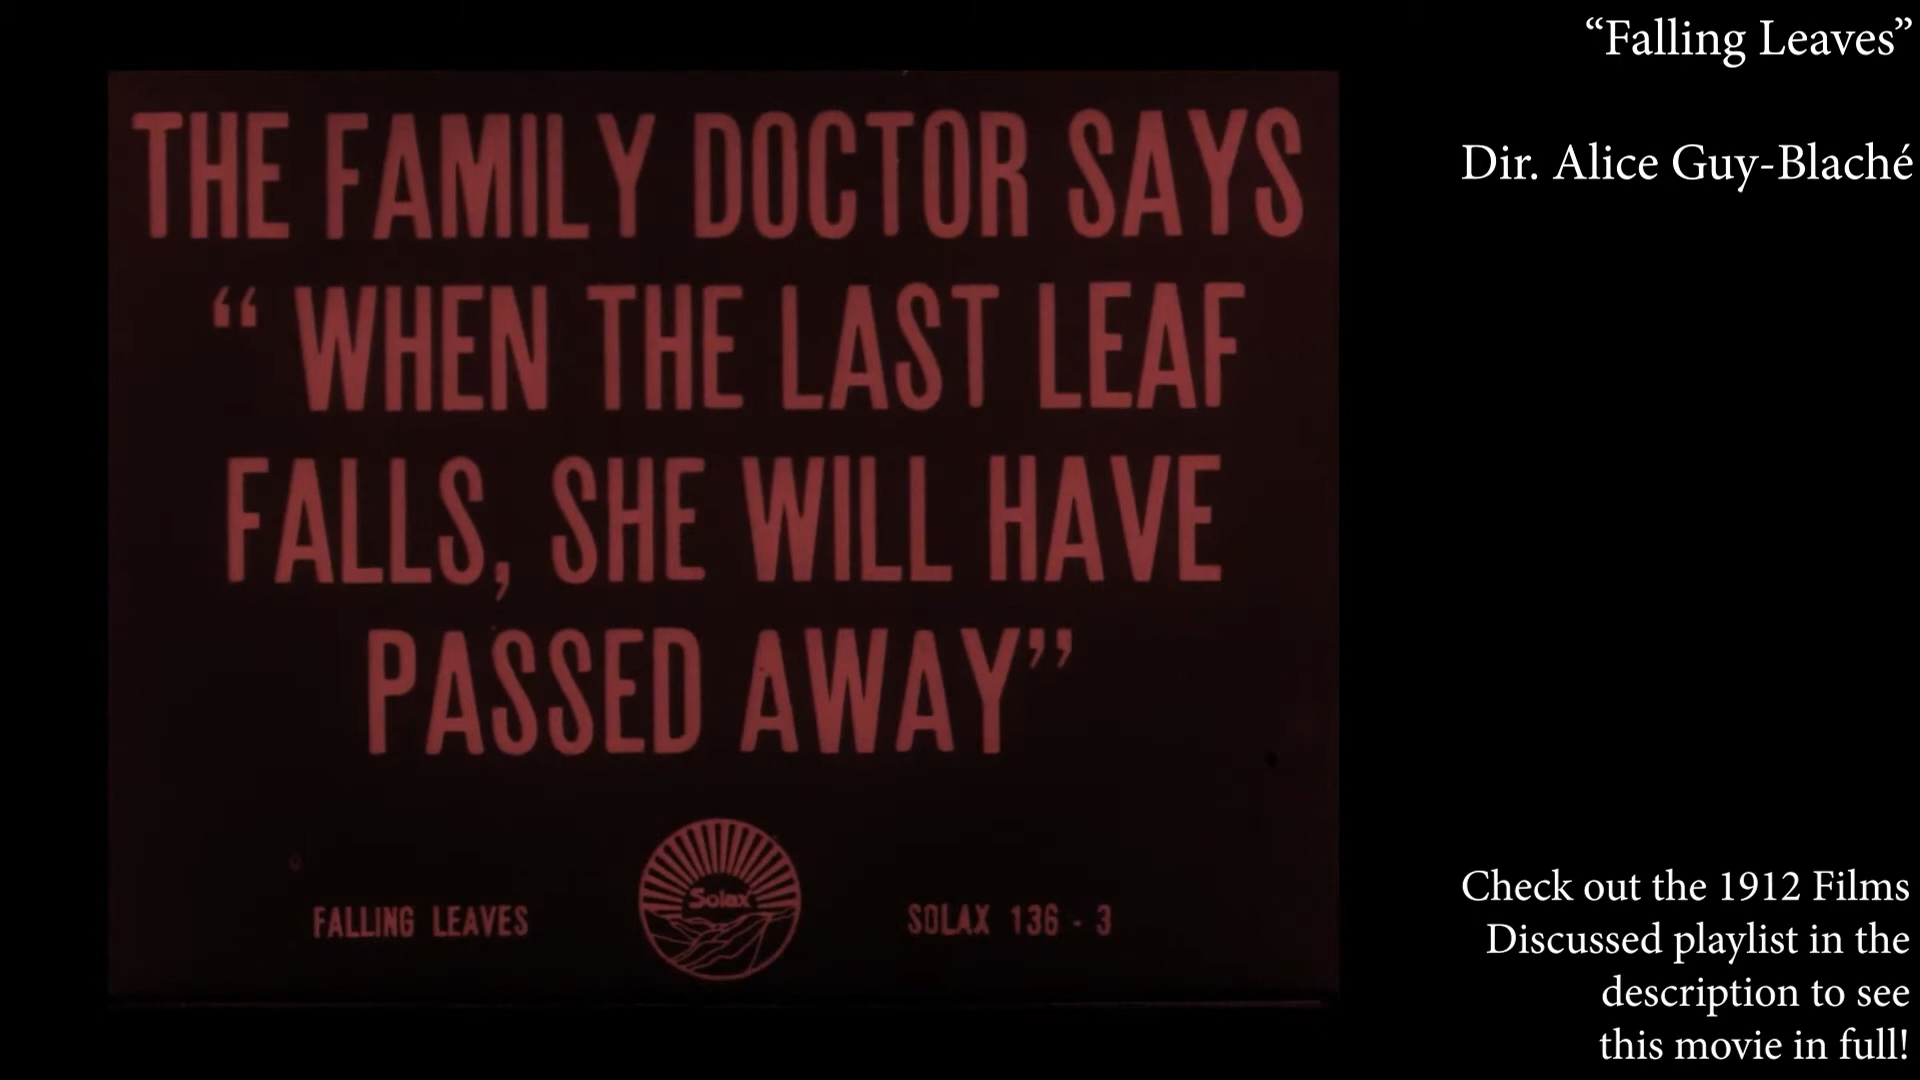 “Falling Leaves”
Dir. Alice Guy-Blaché
THE FAMILY DOCTOR SAYS
“ WHEN THE LAST LEAF
FALLS, SHE WILL HAVE
PASSED AWAY”
Solax
FALLING LEAVES
SOLAX 136 - 3
Check out the 1912 Films
Discussed playlist in the
description to see
this movie in full!